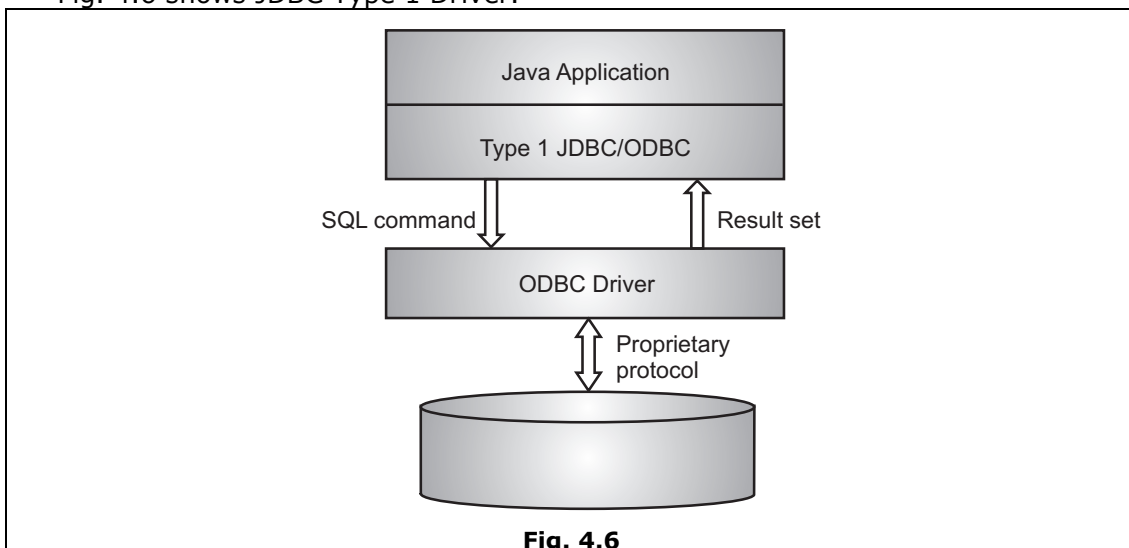 Fig. 4.6 shows JDBC Type 1 Driver.
Java Application
Type 1 JDBC/ODBC
SQL command
Result set
ODBC Driver
Proprietary
protocol
Fig. 4.6